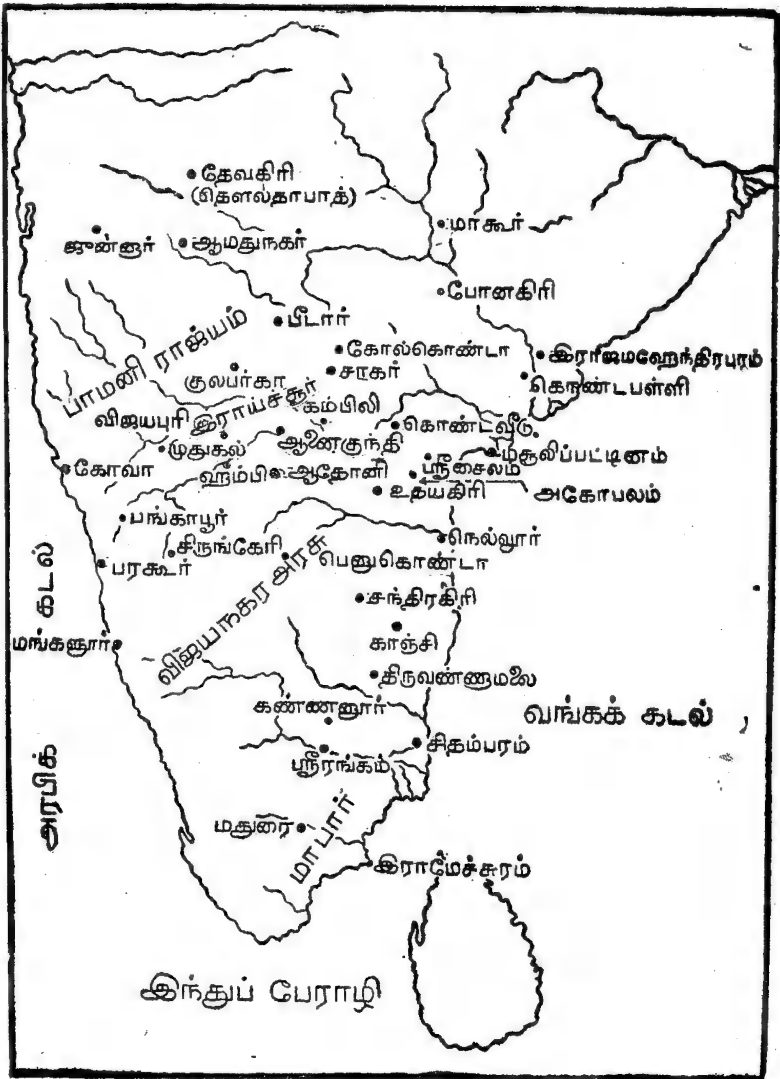 தேவகிரி
மாகூர்
ஜுன்னார்
ஆமதுநகர்
போனகிரி
பீடார்
பாமனி ராஜ்யம்
கோல்கொண்டா
இராஜமஹேந்திரபுரம்
குலபர்கா
சாகர்
கொண்டபள்ளி
இராய்ச்சூர்
கம்பிலி
விஜயபுரி
கொண்டவீடு
முதுகல்
ஆனைகுந்தி
மசூலிப்பட்டினம்
கோவா
ஹம்பி
ஆதோனி
ஸ்ரீசைலம்
உதயகிரி
அகோபலம்
பங்காபூர்
நெல்லூர்
சிருங்கேரி
பெனுகொண்டா
பரகூர்
விஜயநகர அரசு
சந்திரகிரி
மங்களூர்
காஞ்சி
திருவண்ணாமலை
கண்ணனூர்
வங்கக் கடல்
சிதம்பரம்
ஸ்ரீரங்கம்
அரபிக் கடல்
மதுரை
மாபார்
இராமேச்சுரம்
இந்துப் பேராழி